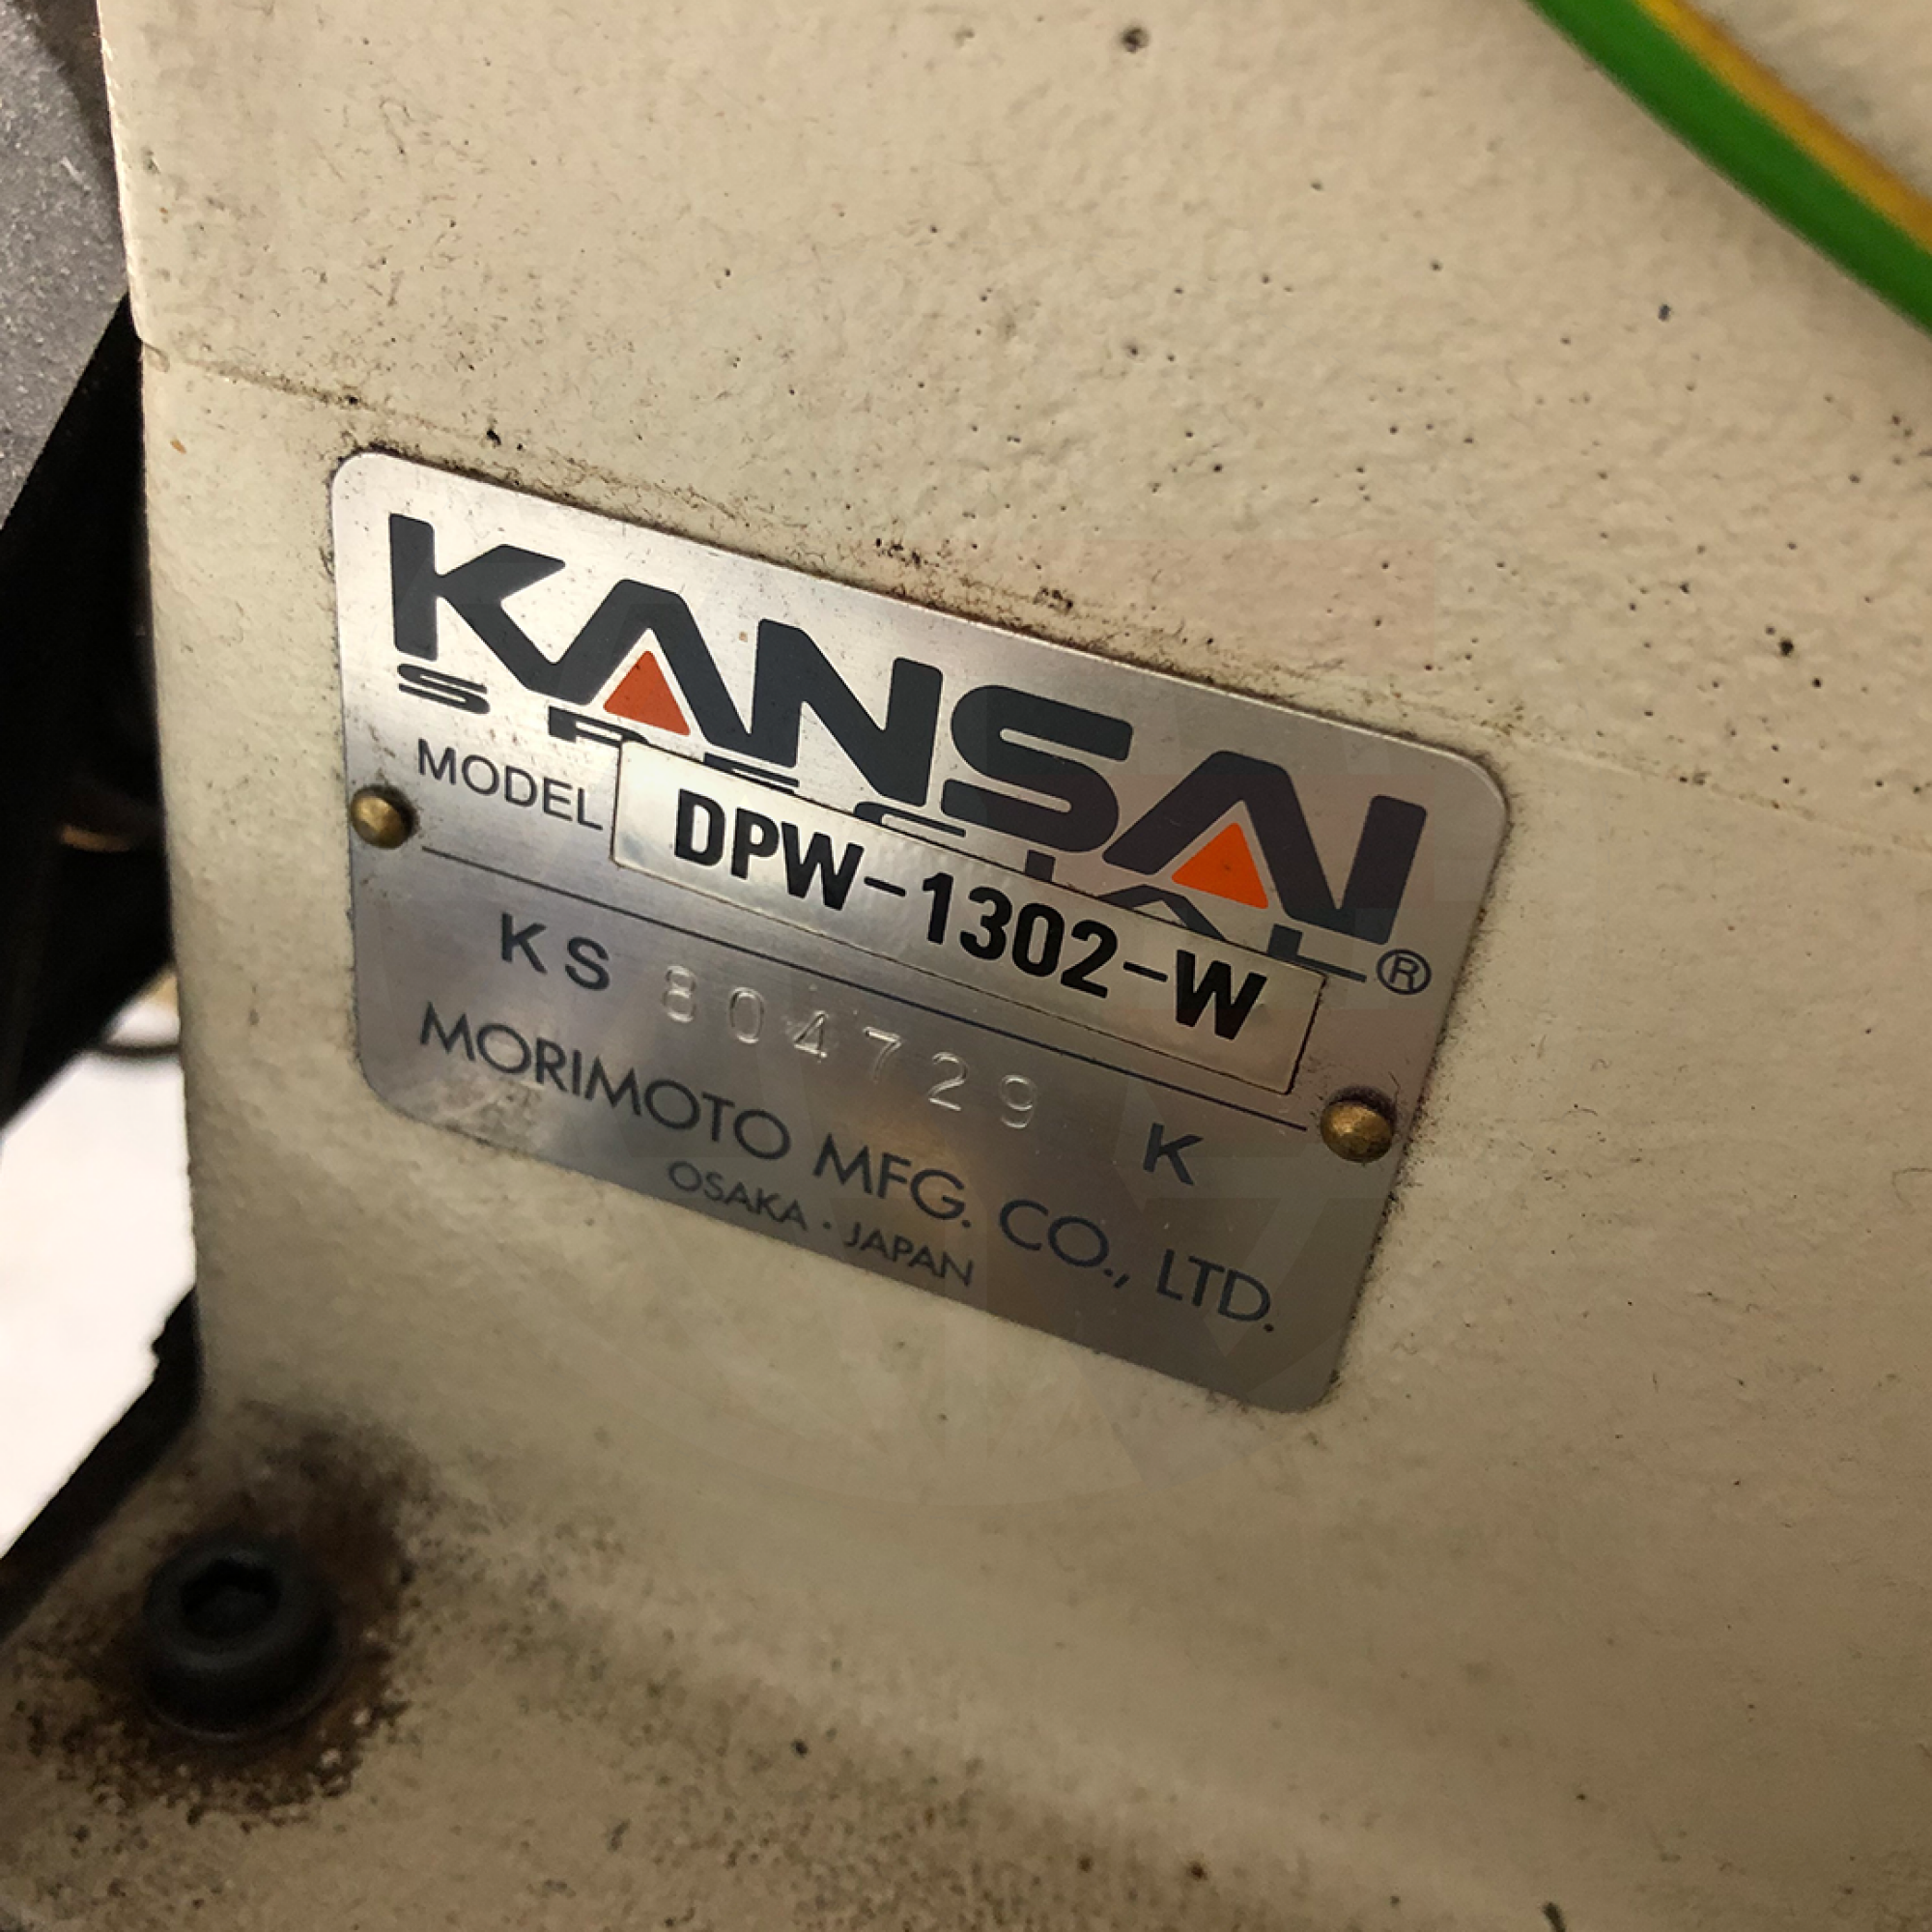 KANSAI
SPECIAL®
MODEL DPW-1302-W
KS 804729 K
MORIMOTO MFG. CO., LTD.
OSAKA · JAPAN